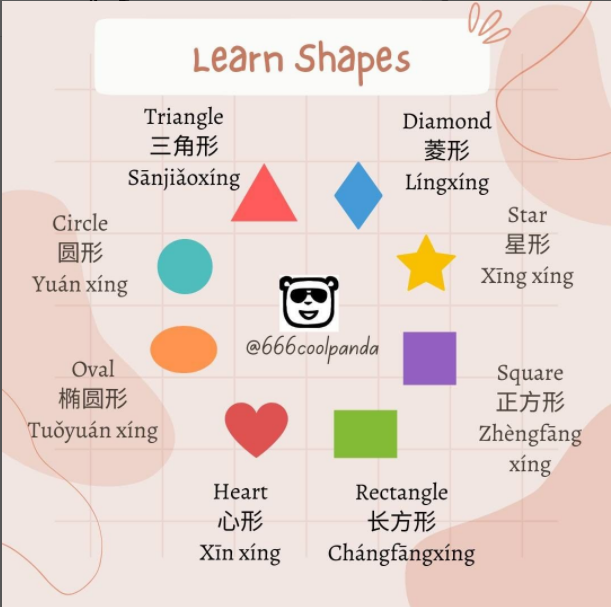 Learn Shapes
Triangle
三角形
Sānjiǎoxíng
Diamond
菱形
Língxíng
Circle
圆形
Yuán xíng
Star
星形
Xīng xíng
@666coolpanda
Oval
椭圆形
Tuǒyuán xíng
Square
正方形
Zhèngfāng
xíng
Heart
心形
Xīn xíng
Rectangle
长方形
Chángfāngxíng